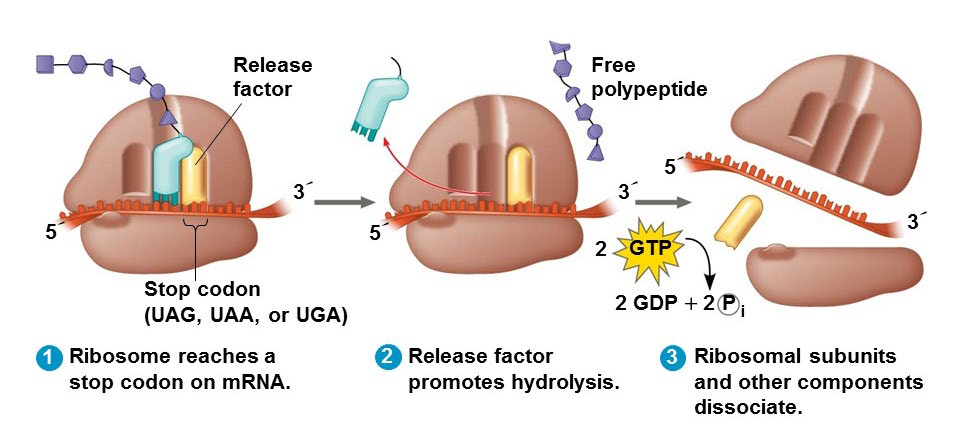 Release
factor
Free
polypeptide
5´
3´
5´
3´
5´
3´
Stop codon
(UAG, UAA, or UGA)
2 GTP
2 GDP + 2 Pi
1 Ribosome reaches a
stop codon on mRNA.
2 Release factor
promotes hydrolysis.
3 Ribosomal subunits
and other components
dissociate.